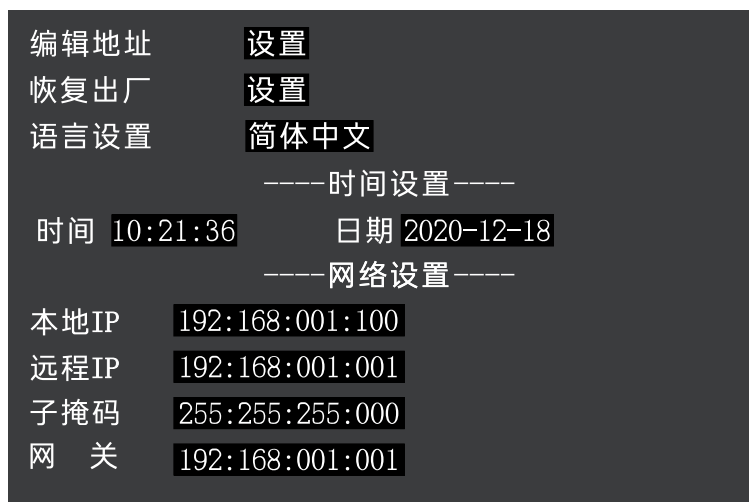 编辑地址 设置
恢复出厂 设置
语言设置 简体中文
----时间设置----
时间 10:21:36 日期 2020-12-18
----网络设置----
本地IP 192:168:001:100
远程IP 192:168:001:001
子掩码 255:255:255:000
网 关 192:168:001:001